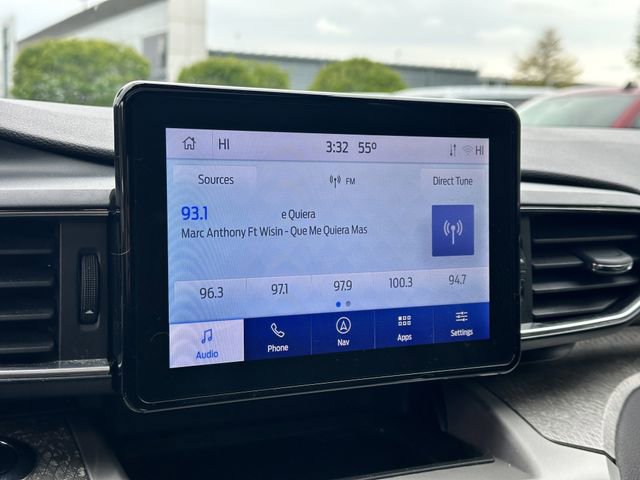 HI 3:32 55° HI
Sources FM Direct Tune
93.1 e Quiera
Marc Anthony Ft Wisin - Que Me Quiera Mas
96.3 97.1 97.9 100.3 94.7
Audio Phone Nav Apps Settings